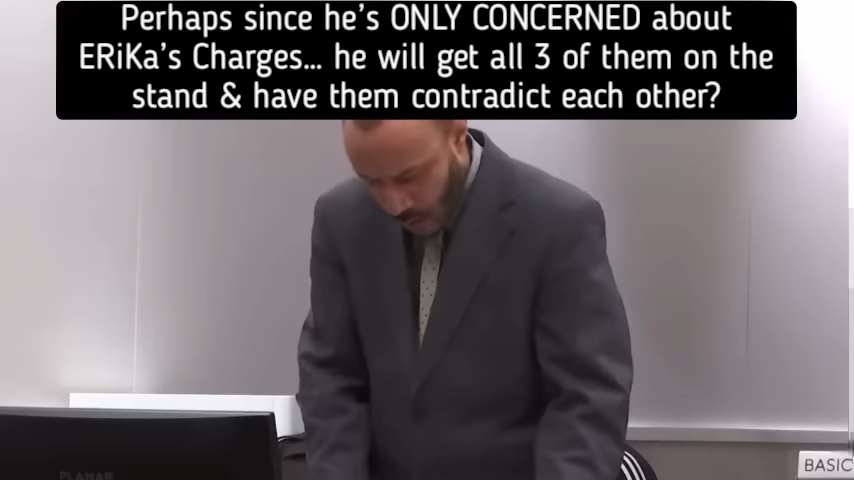 Perhaps since he's ONLY CONCERNED about
ERiKa's Charges... he will get all 3 of them on the
stand & have them contradict each other?
PLANAR
BASIC